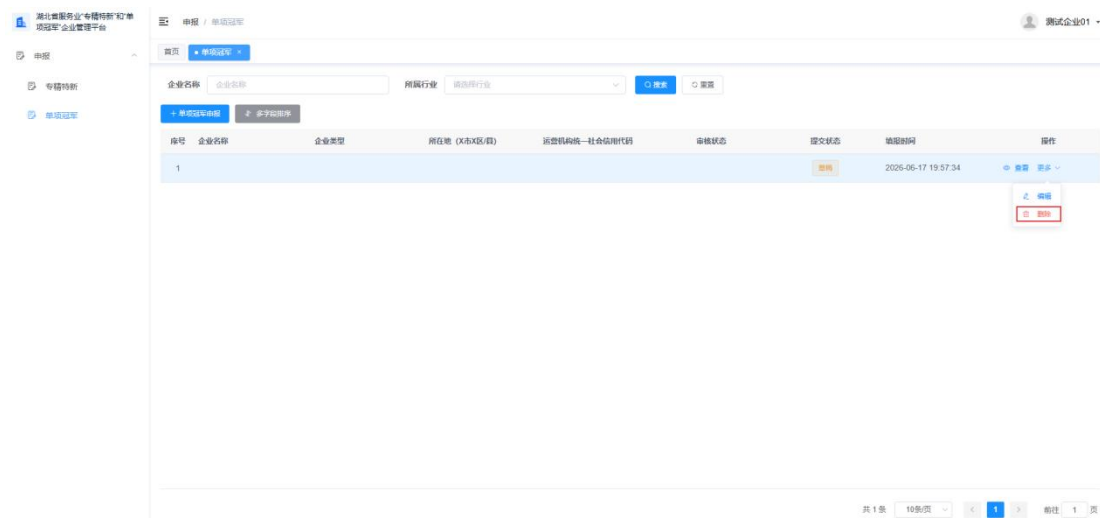 湖北省服务业"专精特新"和"单
项冠军"企业管理平台
申报 / 单项冠军
测试企业01
申报
首页
单项冠军 ×
专精特新
企业名称 企业名称
所属行业 请选择行业
搜索
重置
单项冠军
+ 单项冠军申报
多字段排序
序号 企业名称 企业类型 所在地 (X市X区/县) 运营机构统一社会信用代码 审核状态 提交状态 填报时间 操作
1 草稿 2025-06-17 19:57:34 查看 更多
编辑
删除
共 1 条 10条/页 < 1 > 前往 1 页